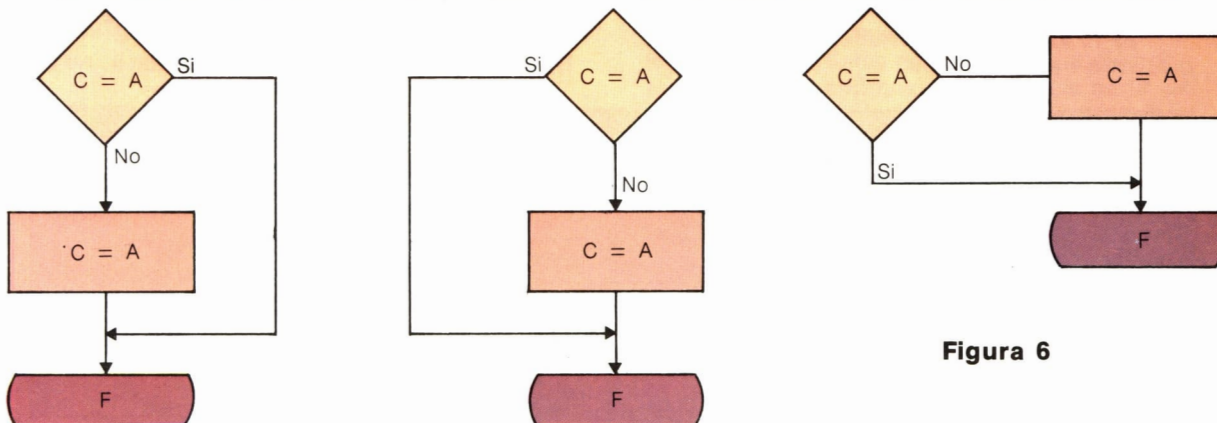 C = A
Si
No
C = A
F
Si
C = A
No
C = A
F
C = A
No
C = A
Si
F
Figura 6